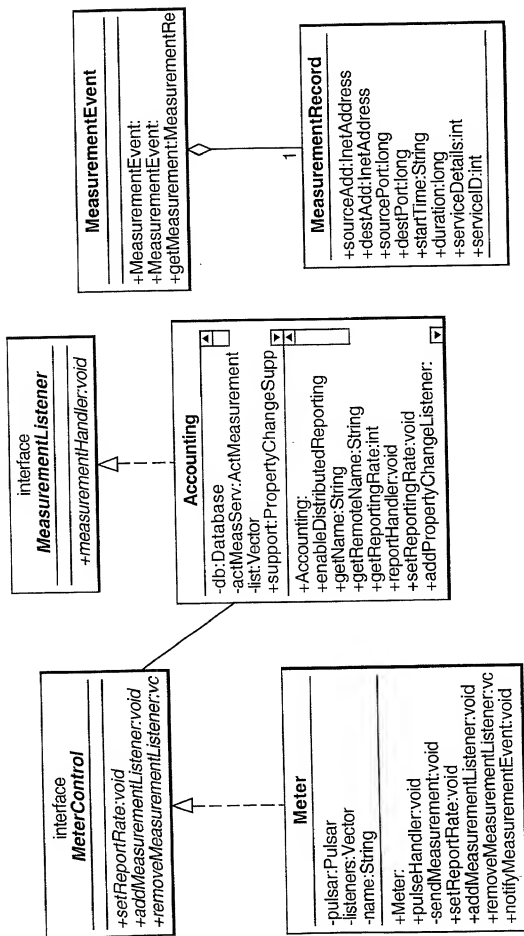 interface
MeterControl
+setReportRate:void
+addMeasurementListener:void
+removeMeasurementListener:vc
Meter
-pulsar:Pulsar
-listeners:Vector
-name:String
+Meter:
+pulseHandler:void
-sendMeasurement:void
+setReportRate:void
+addMeasurementListener:void
+removeMeasurementListener:vc
+notifyMeasurementEvent:void
interface
MeasurementListener
+measurementHandler:void
Accounting
-db:Database
-actMeasServ:ActMeasurement
-list:Vector
+support:PropertyChangeSupp
+Accounting:
+enableDistributedReporting
+getName:String
+getRemoteName:String
+getReportingRate:int
+reportHandler:void
+setReportingRate:void
+addPropertyChangeListener:
MeasurementEvent
+MeasurementEvent:
+MeasurementEvent:
+getMeasurement:MeasurementRe
1
MeasurementRecord
+sourceAdd:InetAddress
+destAdd:InetAddress
+sourcePort:long
+destPort:long
+startTime:String
+duration:long
+serviceDetails:int
+serviceID:int